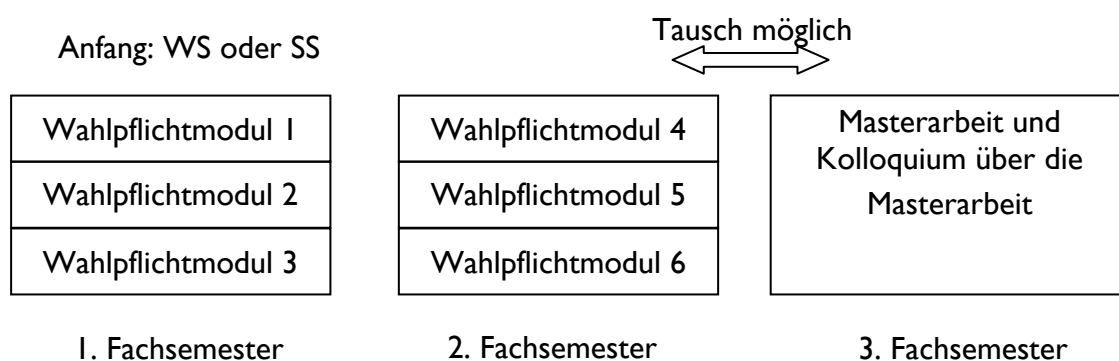 Anfang: WS oder SS
Tausch möglich
Wahlpflichtmodul 1
Wahlpflichtmodul 2
Wahlpflichtmodul 3
Wahlpflichtmodul 4
Wahlpflichtmodul 5
Wahlpflichtmodul 6
Masterarbeit und
Kolloquium über die
Masterarbeit
1. Fachsemester
2. Fachsemester
3. Fachsemester